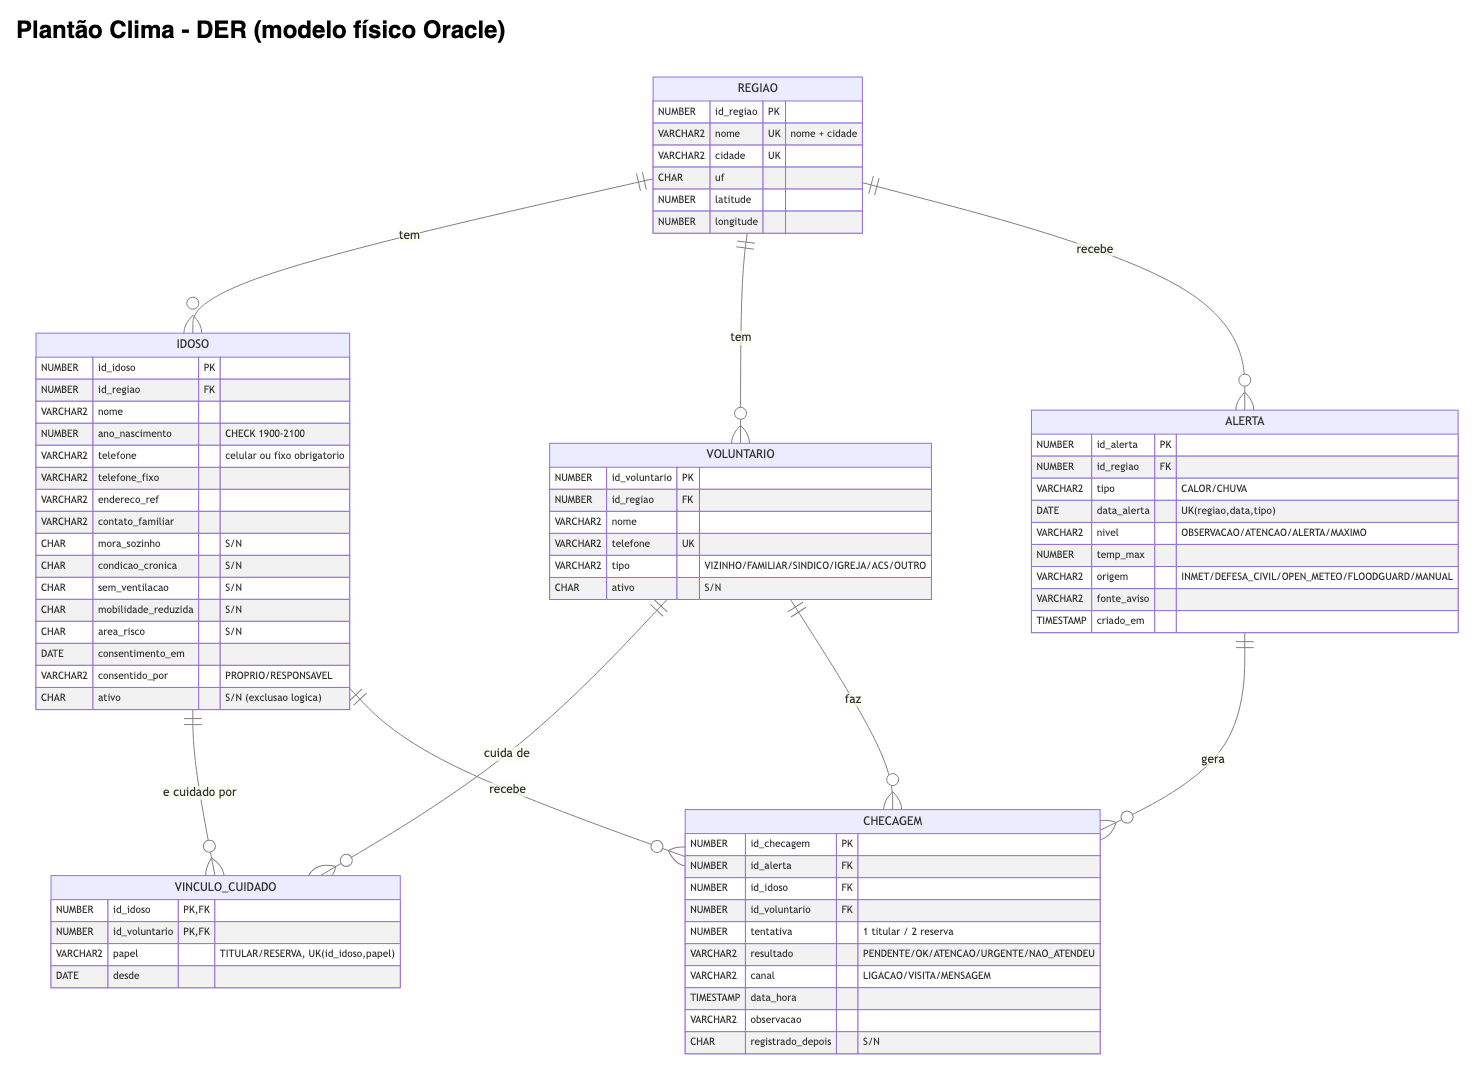 Plantão Clima - DER (modelo físico Oracle)
REGIAO
NUMBER id_regiao PK
VARCHAR2 nome UK nome + cidade
VARCHAR2 cidade UK
CHAR uf
NUMBER latitude
NUMBER longitude
tem
tem
recebe
IDOSO
NUMBER id_idoso PK
NUMBER id_regiao FK
VARCHAR2 nome
NUMBER ano_nascimento CHECK 1900-2100
VARCHAR2 telefone celular ou fixo obrigatorio
VARCHAR2 telefone_fixo
VARCHAR2 endereco_ref
VARCHAR2 contato_familiar
CHAR mora_sozinho S/N
CHAR condicao_cronica S/N
CHAR sem_ventilacao S/N
CHAR mobilidade_reduzida S/N
CHAR area_risco S/N
DATE consentimento_em
VARCHAR2 consentido_por PROPRIO/RESPONSAVEL
CHAR ativo S/N (exclusao logica)
VOLUNTARIO
NUMBER id_voluntario PK
NUMBER id_regiao FK
VARCHAR2 nome
VARCHAR2 telefone UK
VARCHAR2 tipo VIZINHO/FAMILIAR/SINDICO/IGREJA/ACS/OUTRO
CHAR ativo S/N
ALERTA
NUMBER id_alerta PK
NUMBER id_regiao FK
VARCHAR2 tipo CALOR/CHUVA
DATE data_alerta UK(regiao,data,tipo)
VARCHAR2 nivel OBSERVACAO/ATENCAO/ALERTA/MAXIMO
NUMBER temp_max
VARCHAR2 origem INMET/DEFESA_CIVIL/OPEN_METEO/FLOODGUARD/MANUAL
VARCHAR2 fonte_aviso
TIMESTAMP criado_em
e cuidado por
cuida de
recebe
faz
gera
VINCULO_CUIDADO
NUMBER id_idoso PK,FK
NUMBER id_voluntario PK,FK
VARCHAR2 papel TITULAR/RESERVA, UK(id_idoso,papel)
DATE desde
CHECAGEM
NUMBER id_checagem PK
NUMBER id_alerta FK
NUMBER id_idoso FK
NUMBER id_voluntario FK
NUMBER tentativa 1 titular / 2 reserva
VARCHAR2 resultado PENDENTE/OK/ATENCAO/URGENTE/NAO_ATENDEU
VARCHAR2 canal LIGACAO/VISITA/MENSAGEM
TIMESTAMP data_hora
VARCHAR2 observacao
CHAR registrado_depois S/N